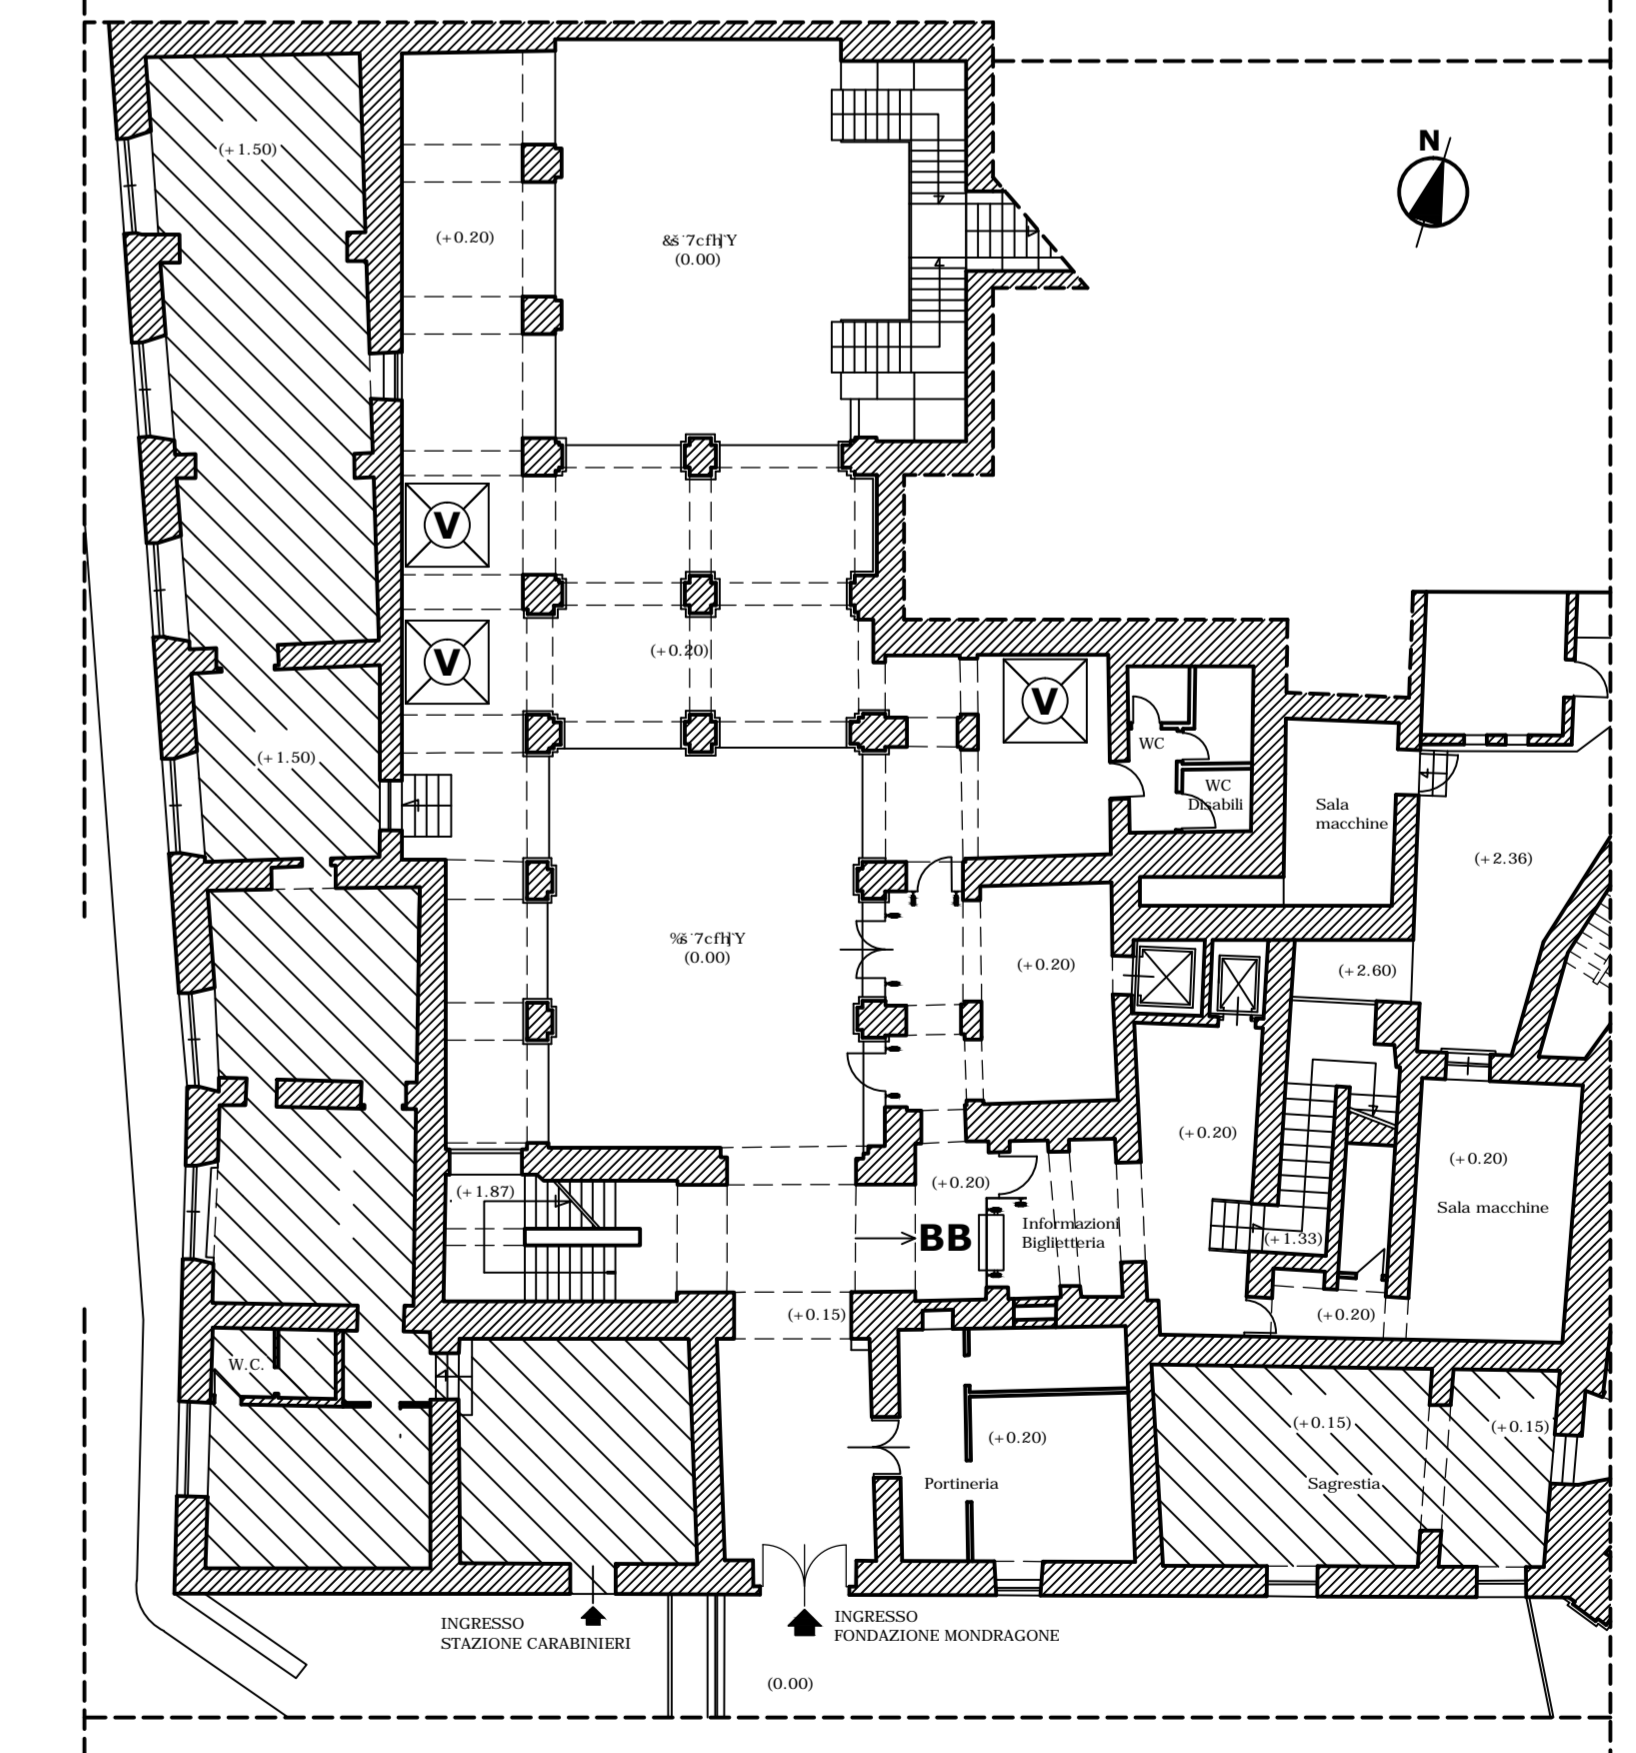 N
(+1.50)
(+0.20)
&š˙7cfh]`Y
(0.00)
V
V
(+0.20)
V
WC
WC
Disabili
Sala
macchine
(+1.50)
(+2.36)
%š˙7cfh]`Y
(0.00)
(+0.20)
(+2.60)
(+0.20)
(+0.20)
Sala macchine
(+1.87)
(+0.20)
BB
Informazioni
Biglietteria
(+1.33)
(+0.15)
(+0.20)
W.C.
(+0.20)
Portineria
(+0.15)
(+0.15)
Sagrestia
INGRESSO
STAZIONE CARABINIERI
INGRESSO
FONDAZIONE MONDRAGONE
(0.00)